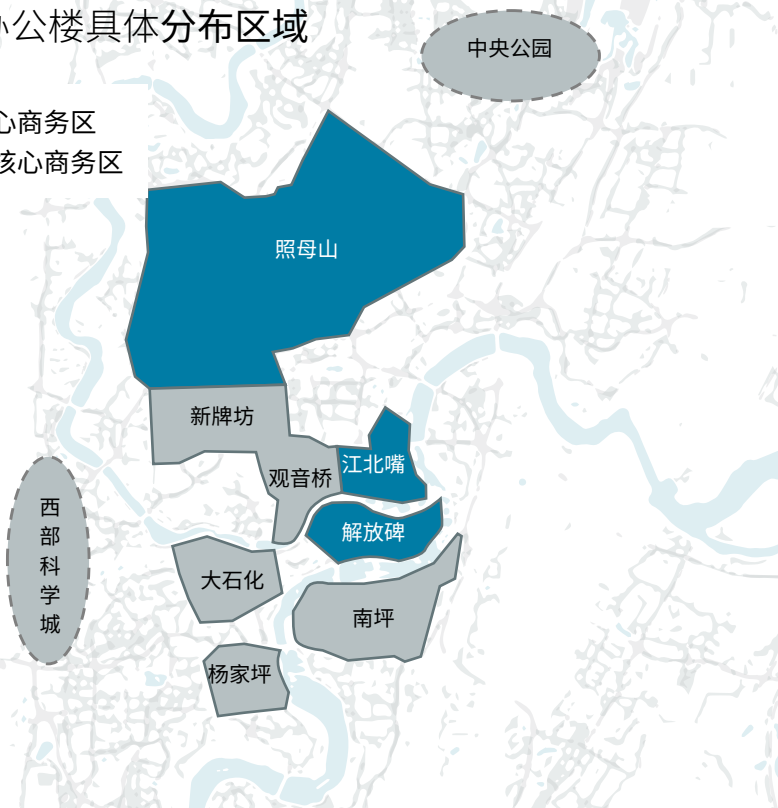 公楼具体分布区域
中央公园
心商务区
核心商务区
照母山
新牌坊
观音桥
江北嘴
西部科学城
解放碑
大石化
南坪
杨家坪